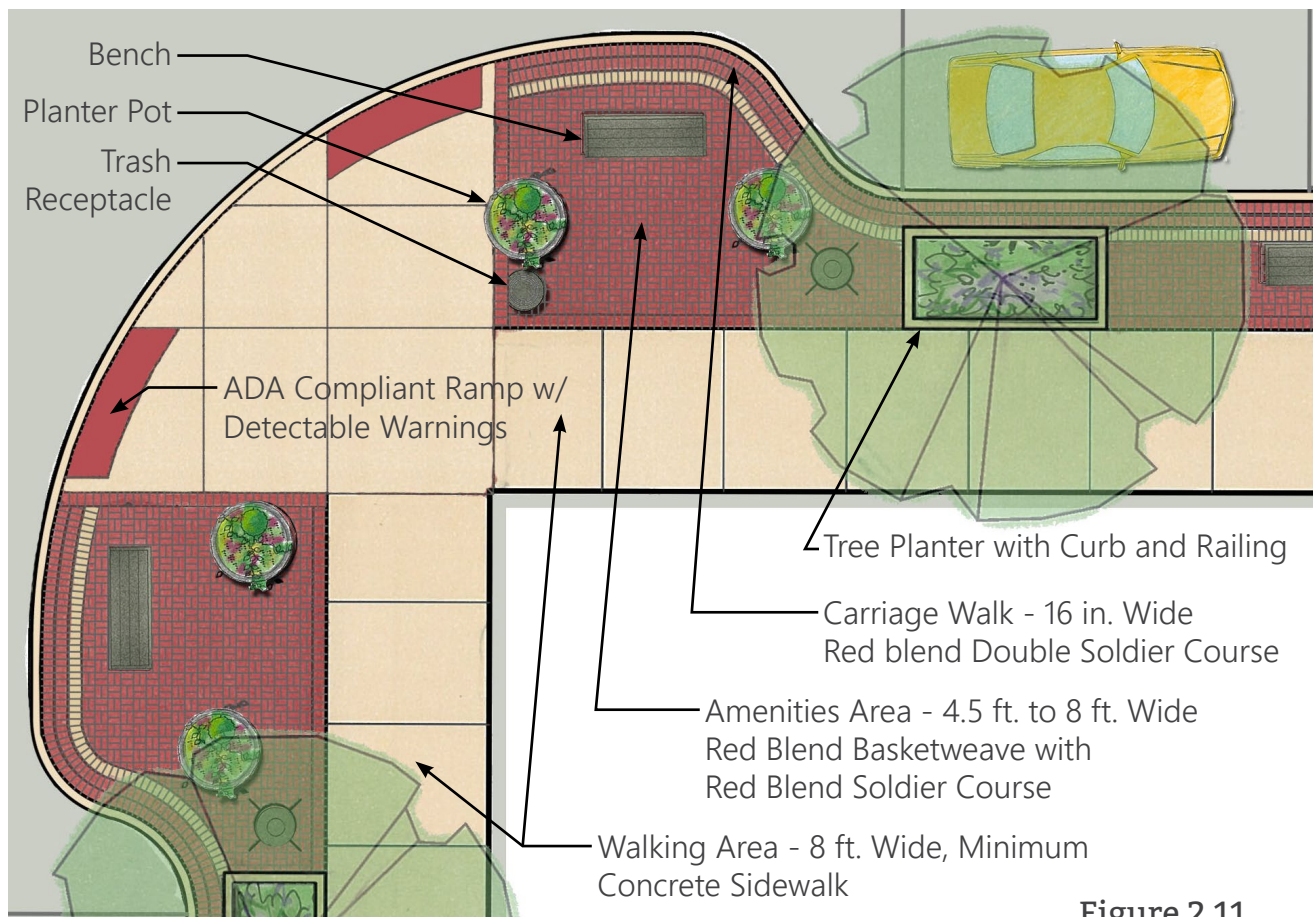 Bench
Planter Pot
Trash
Receptacle
ADA Compliant Ramp w/
Detectable Warnings
Tree Planter with Curb and Railing
Carriage Walk - 16 in. Wide
Red blend Double Soldier Course
Amenities Area - 4.5 ft. to 8 ft. Wide
Red Blend Basketweave with
Red Blend Soldier Course
Walking Area - 8 ft. Wide, Minimum
Concrete Sidewalk
Figure 2.11